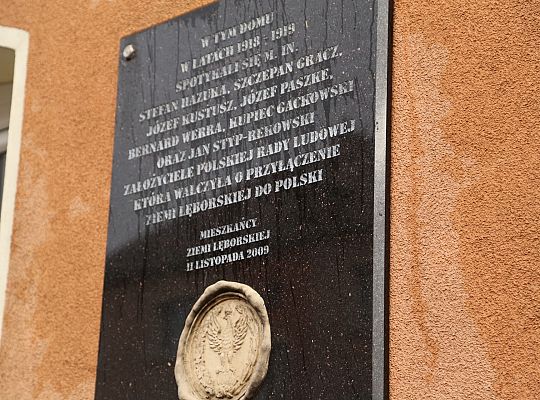 W TYM DOMU
W LATACH 1918 - 1919
SPOTYKALI SIĘ M. IN.
STEFAN HAZUKA, SZCZEPAN GRACZ,
JÓZEF KUSTUSZ, JÓZEF PASZKE,
BERNARD WERRA, KUPIEC GACKOWSKI
ORAZ JAN STYP-REKOWSKI
ZAŁOŻYCIELE POLSKIEJ RADY LUDOWEJ
KTÓRA WALCZYŁA O PRZYŁĄCZENIE
ZIEMI LĘBORSKIEJ DO POLSKI
MIESZKAŃCY
ZIEMI LĘBORSKIEJ
11 LISTOPADA 2009